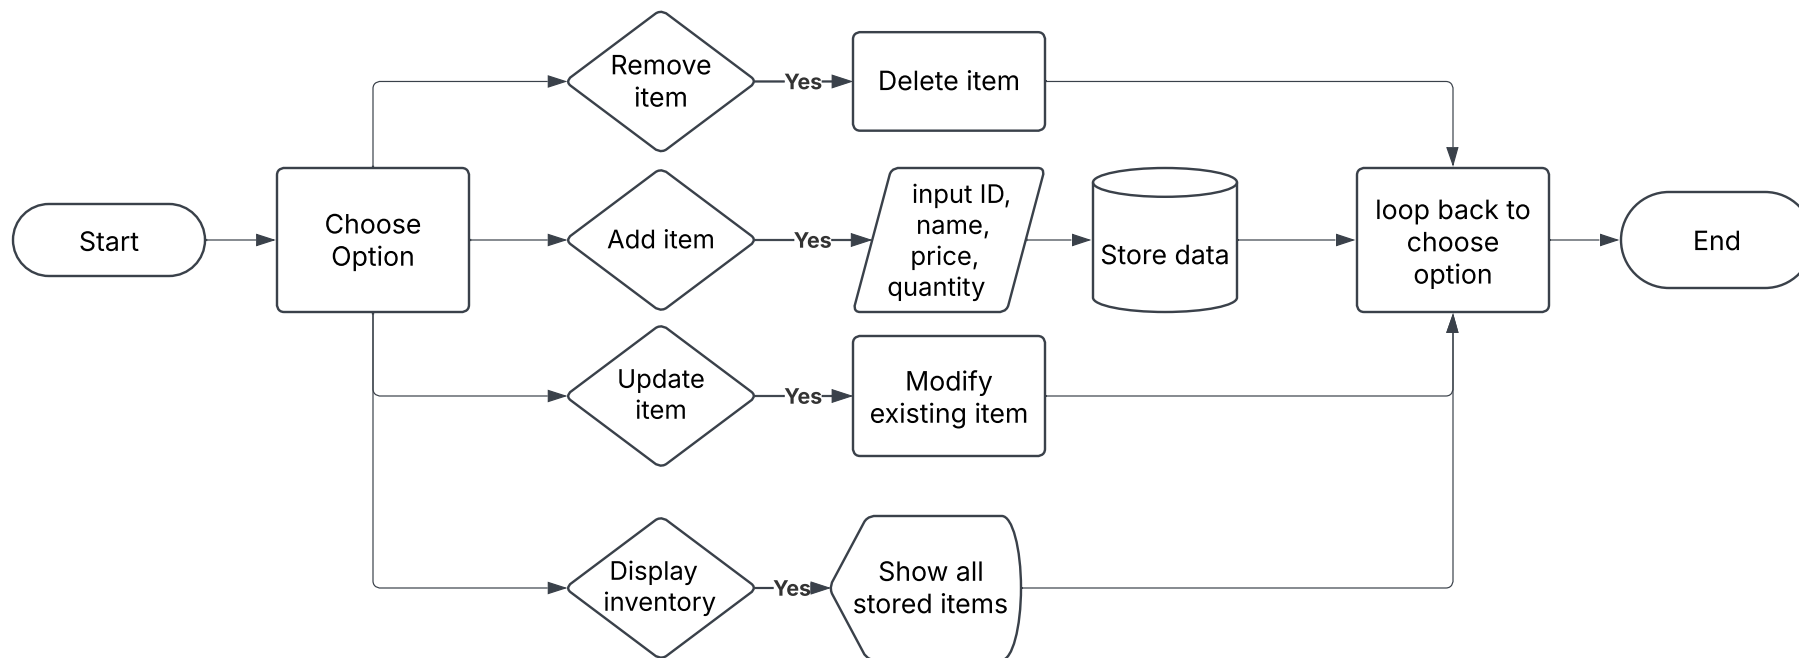 Start
Choose
Option
Remove
item
Yes
Delete item
Add item
Yes
input ID,
name,
price,
quantity
Store data
Update
item
Yes
Modify
existing item
Display
inventory
Yes
Show all
stored items
loop back to
choose
option
End